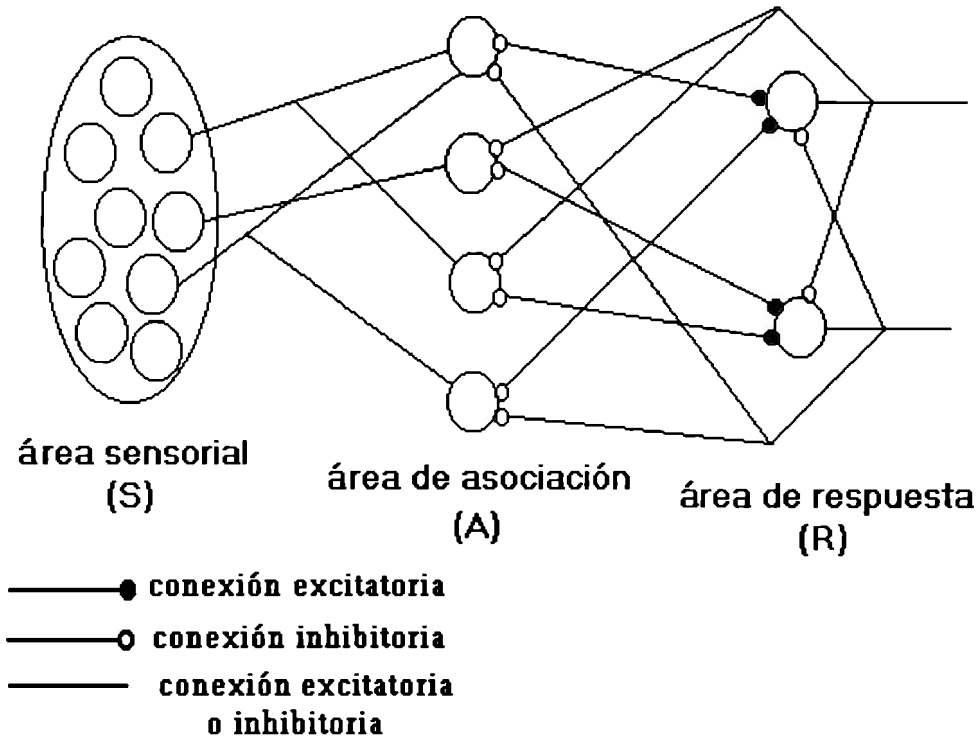 área sensorial
(S)
área de asociación
(A)
área de respuesta
(R)
conexión excitatoria
conexión inhibitoria
conexión excitatoria
o inhibitoria